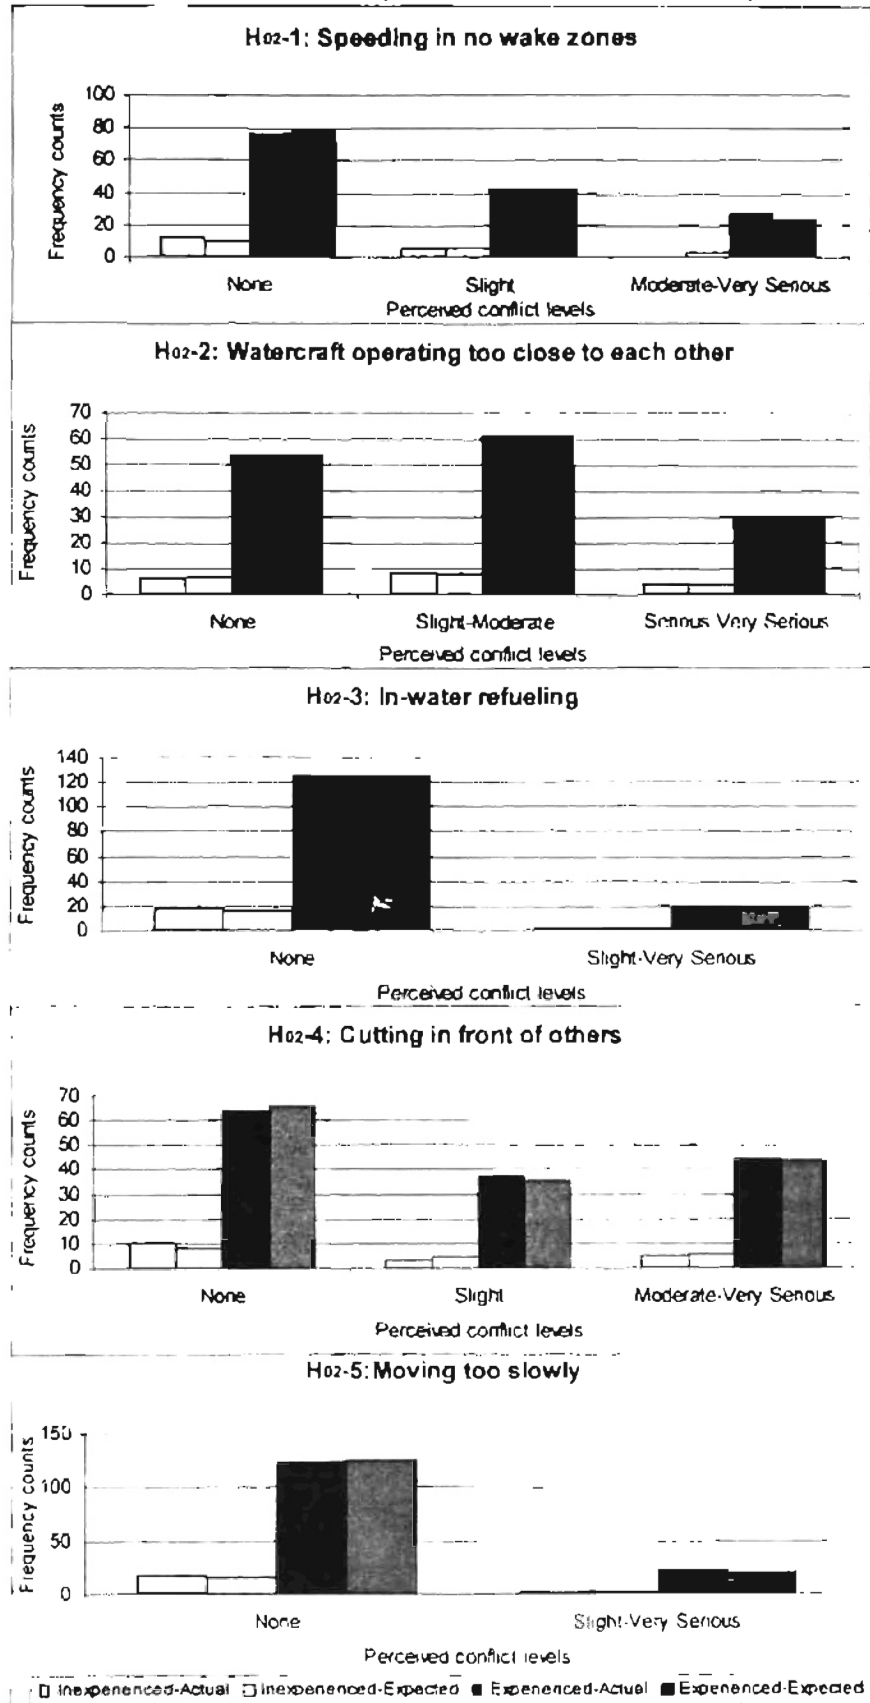 H02-1: Speeding in no wake zones
100
80
60
40
20
0
Frequency counts
None Slight Moderate-Very Serious
Perceived conflict levels
H02-2: Watercraft operating too close to each other
70
60
50
40
30
20
10
0
Frequency counts
None Slight-Moderate Serious Very Serious
Perceived conflict levels
H02-3: In-water refueling
140
120
100
80
60
40
20
0
Frequency counts
None Slight-Very Serious
Perceived conflict levels
H02-4: Cutting in front of others
70
60
50
40
30
20
10
0
Frequency counts
None Slight Moderate-Very Serious
Perceived conflict levels
H02-5: Moving too slowly
150
100
50
0
Frequency counts
None Slight-Very Serious
Perceived conflict levels
Inexperienced-Actual Inexperienced-Expected Experienced-Actual Experienced-Expected